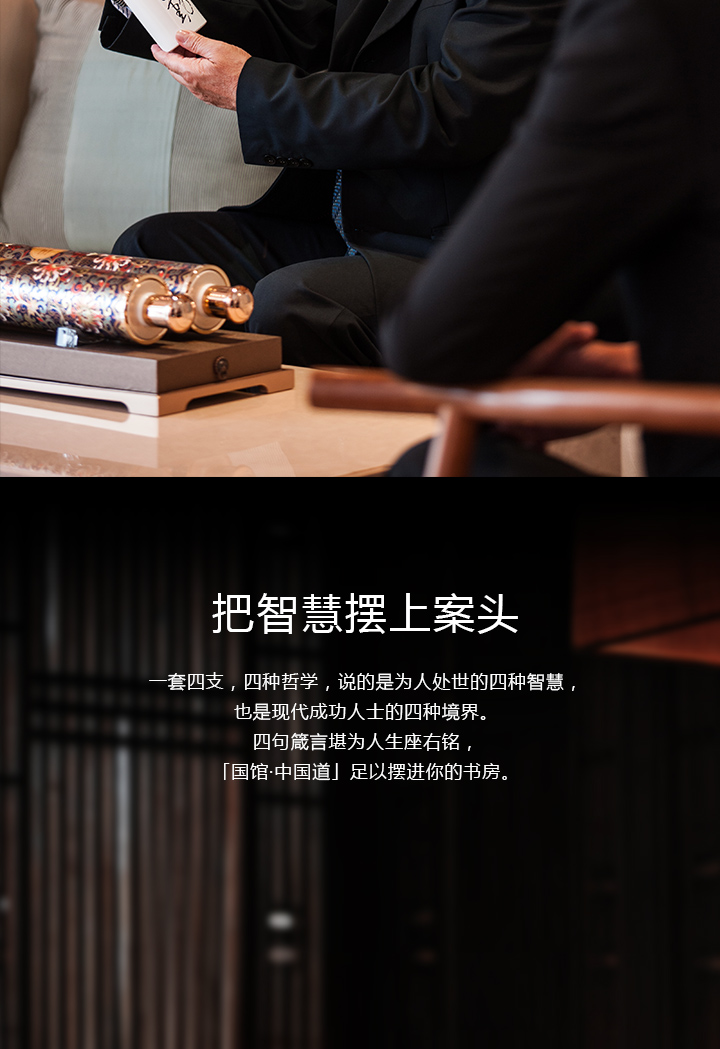 把智慧摆上案头
一套四支，四种哲学，说的是为人处世的四种智慧，
也是现代成功人士的四种境界。
四句箴言堪为人生座右铭，
「国馆·中国道」足以摆进你的书房。